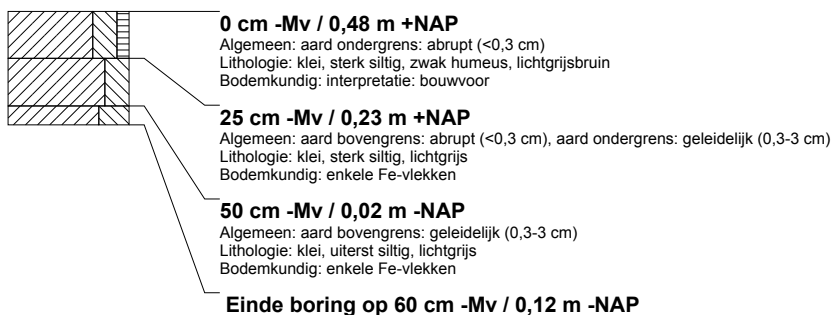 0 cm -Mv / 0,48 m +NAP
Algemeen: aard ondergrens: abrupt (<0,3 cm)
Lithologie: klei, sterk siltig, zwak humeus, lichtgrijsbruin
Bodemkundig: interpretatie: bouwvoor
25 cm -Mv / 0,23 m +NAP
Algemeen: aard bovengrens: abrupt (<0,3 cm), aard ondergrens: geleidelijk (0,3-3 cm)
Lithologie: klei, sterk siltig, lichtgrijs
Bodemkundig: enkele Fe-vlekken
50 cm -Mv / 0,02 m -NAP
Algemeen: aard bovengrens: geleidelijk (0,3-3 cm)
Lithologie: klei, uiterst siltig, lichtgrijs
Bodemkundig: enkele Fe-vlekken
Einde boring op 60 cm -Mv / 0,12 m -NAP